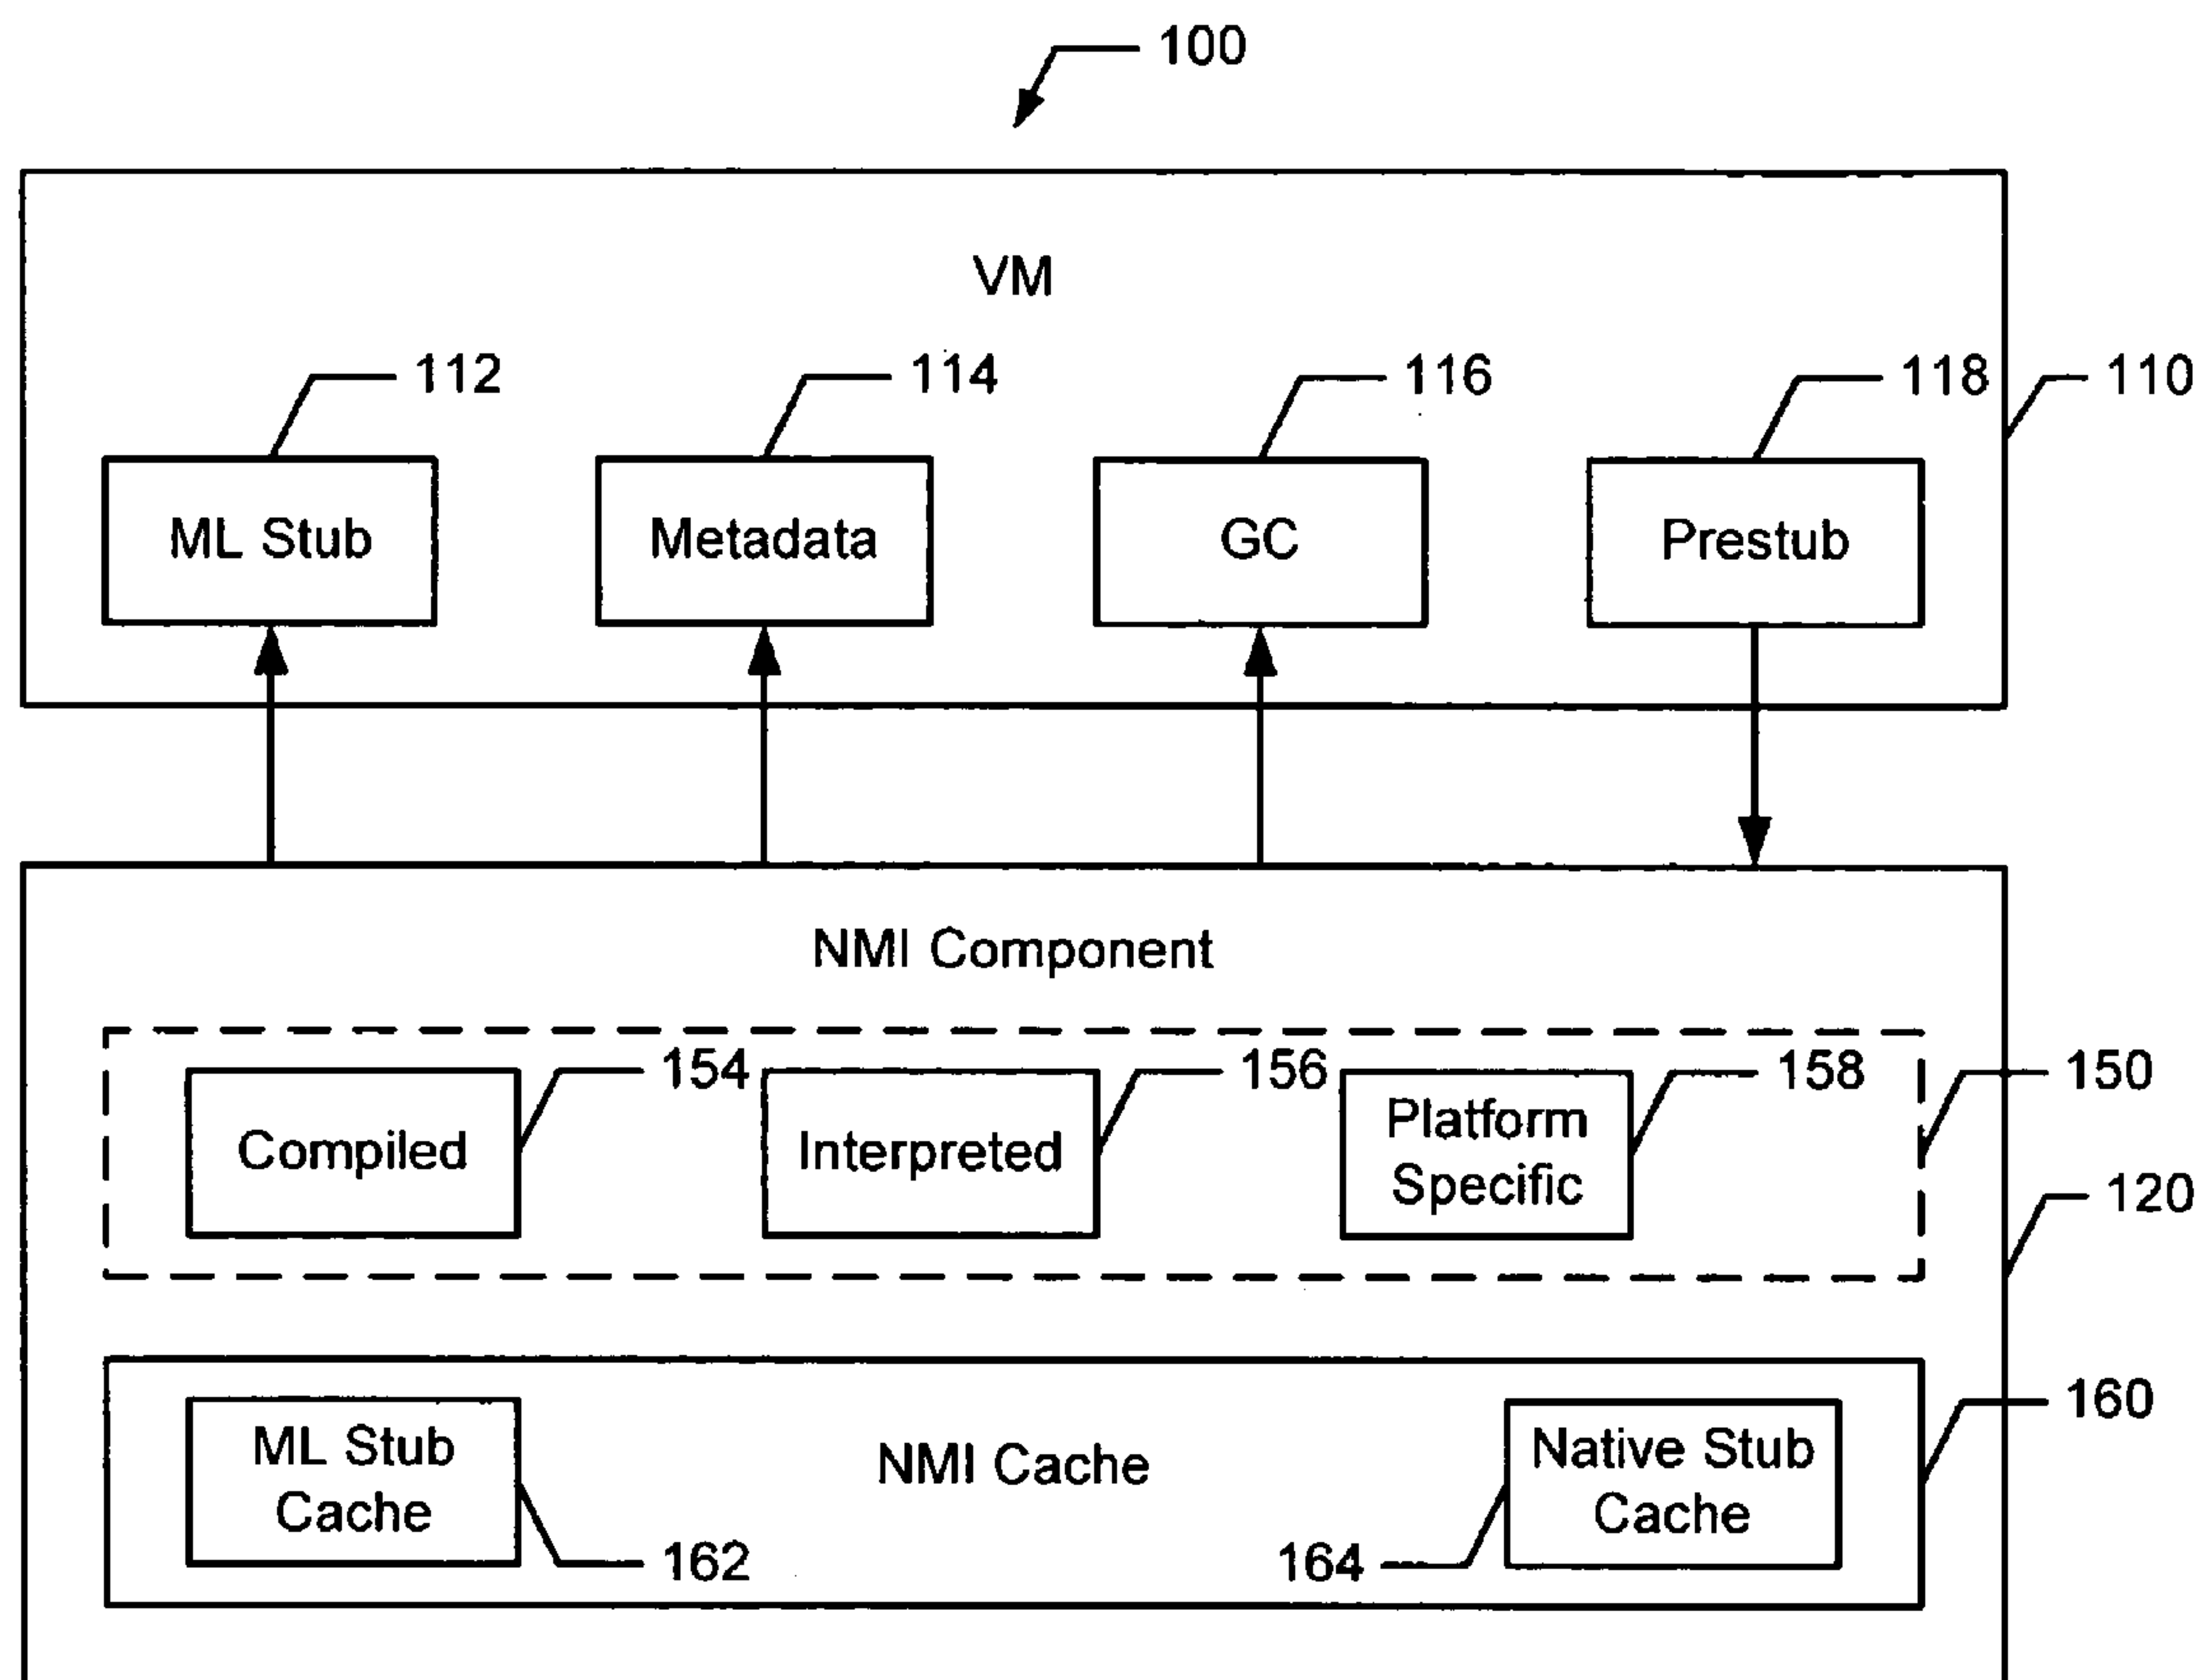 100
VM
112
114
116
118
110
ML Stub
Metadata
GC
Prestub
NMI Component
154
156
158
150
Compiled
Interpreted
Platform
Specific
120
ML Stub
Cache
NMI Cache
Native Stub
Cache
160
162
164